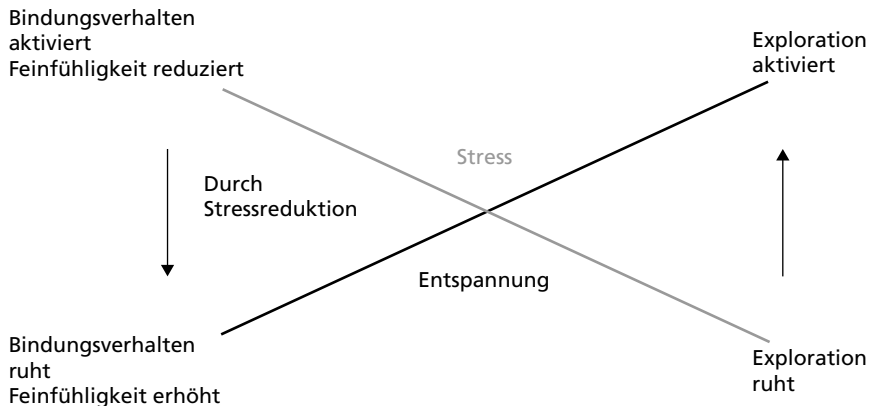 Bindungsverhalten
aktiviert
Feinfühligkeit reduziert
Exploration
aktiviert
Stress
Durch
Stressreduktion
Entspannung
Bindungsverhalten
ruht
Feinfühligkeit erhöht
Exploration
ruht